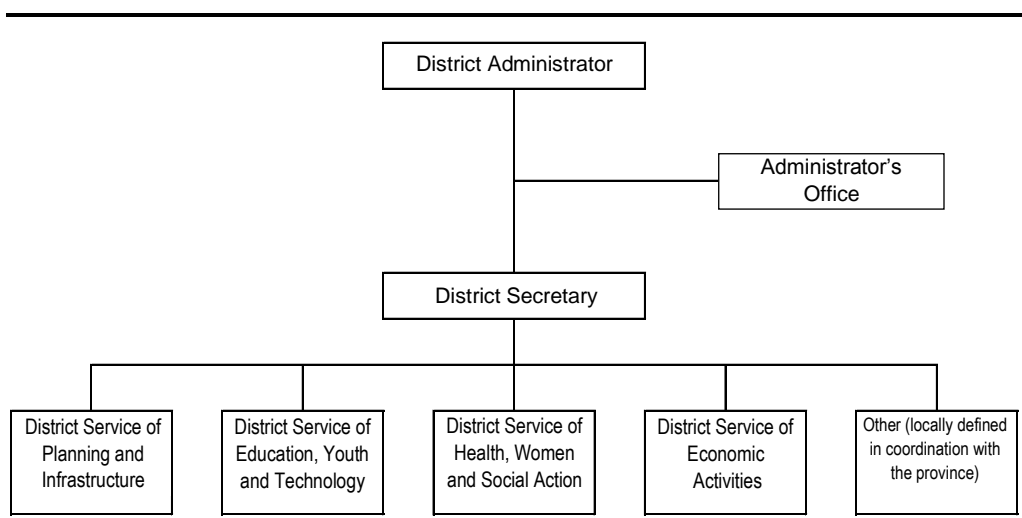 District Administrator
Administrator's
Office
District Secretary
District Service of
Planning and
Infrastructure
District Service of
Education, Youth
and Technology
District Service of
Health, Women
and Social Action
District Service of
Economic
Activities
Other (locally defined
in coordination with
the province)